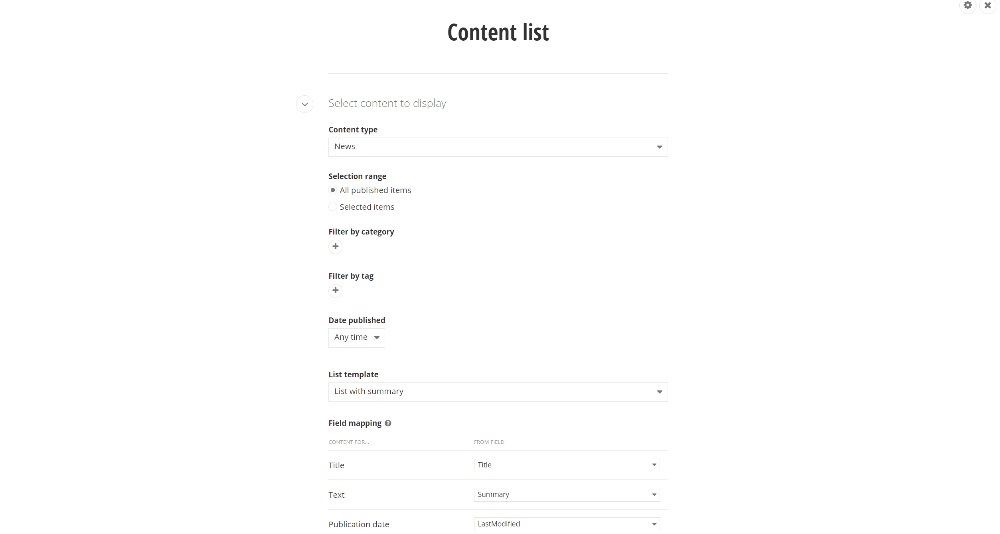 Content list
Select content to display
Content type
News
Selection range
All published items
Selected items
Filter by category
Filter by tag
Date published
Any time
List template
List with summary
Field mapping
CONTENT FOR... FROM FIELD
Title Title
Text Summary
Publication date LastModified